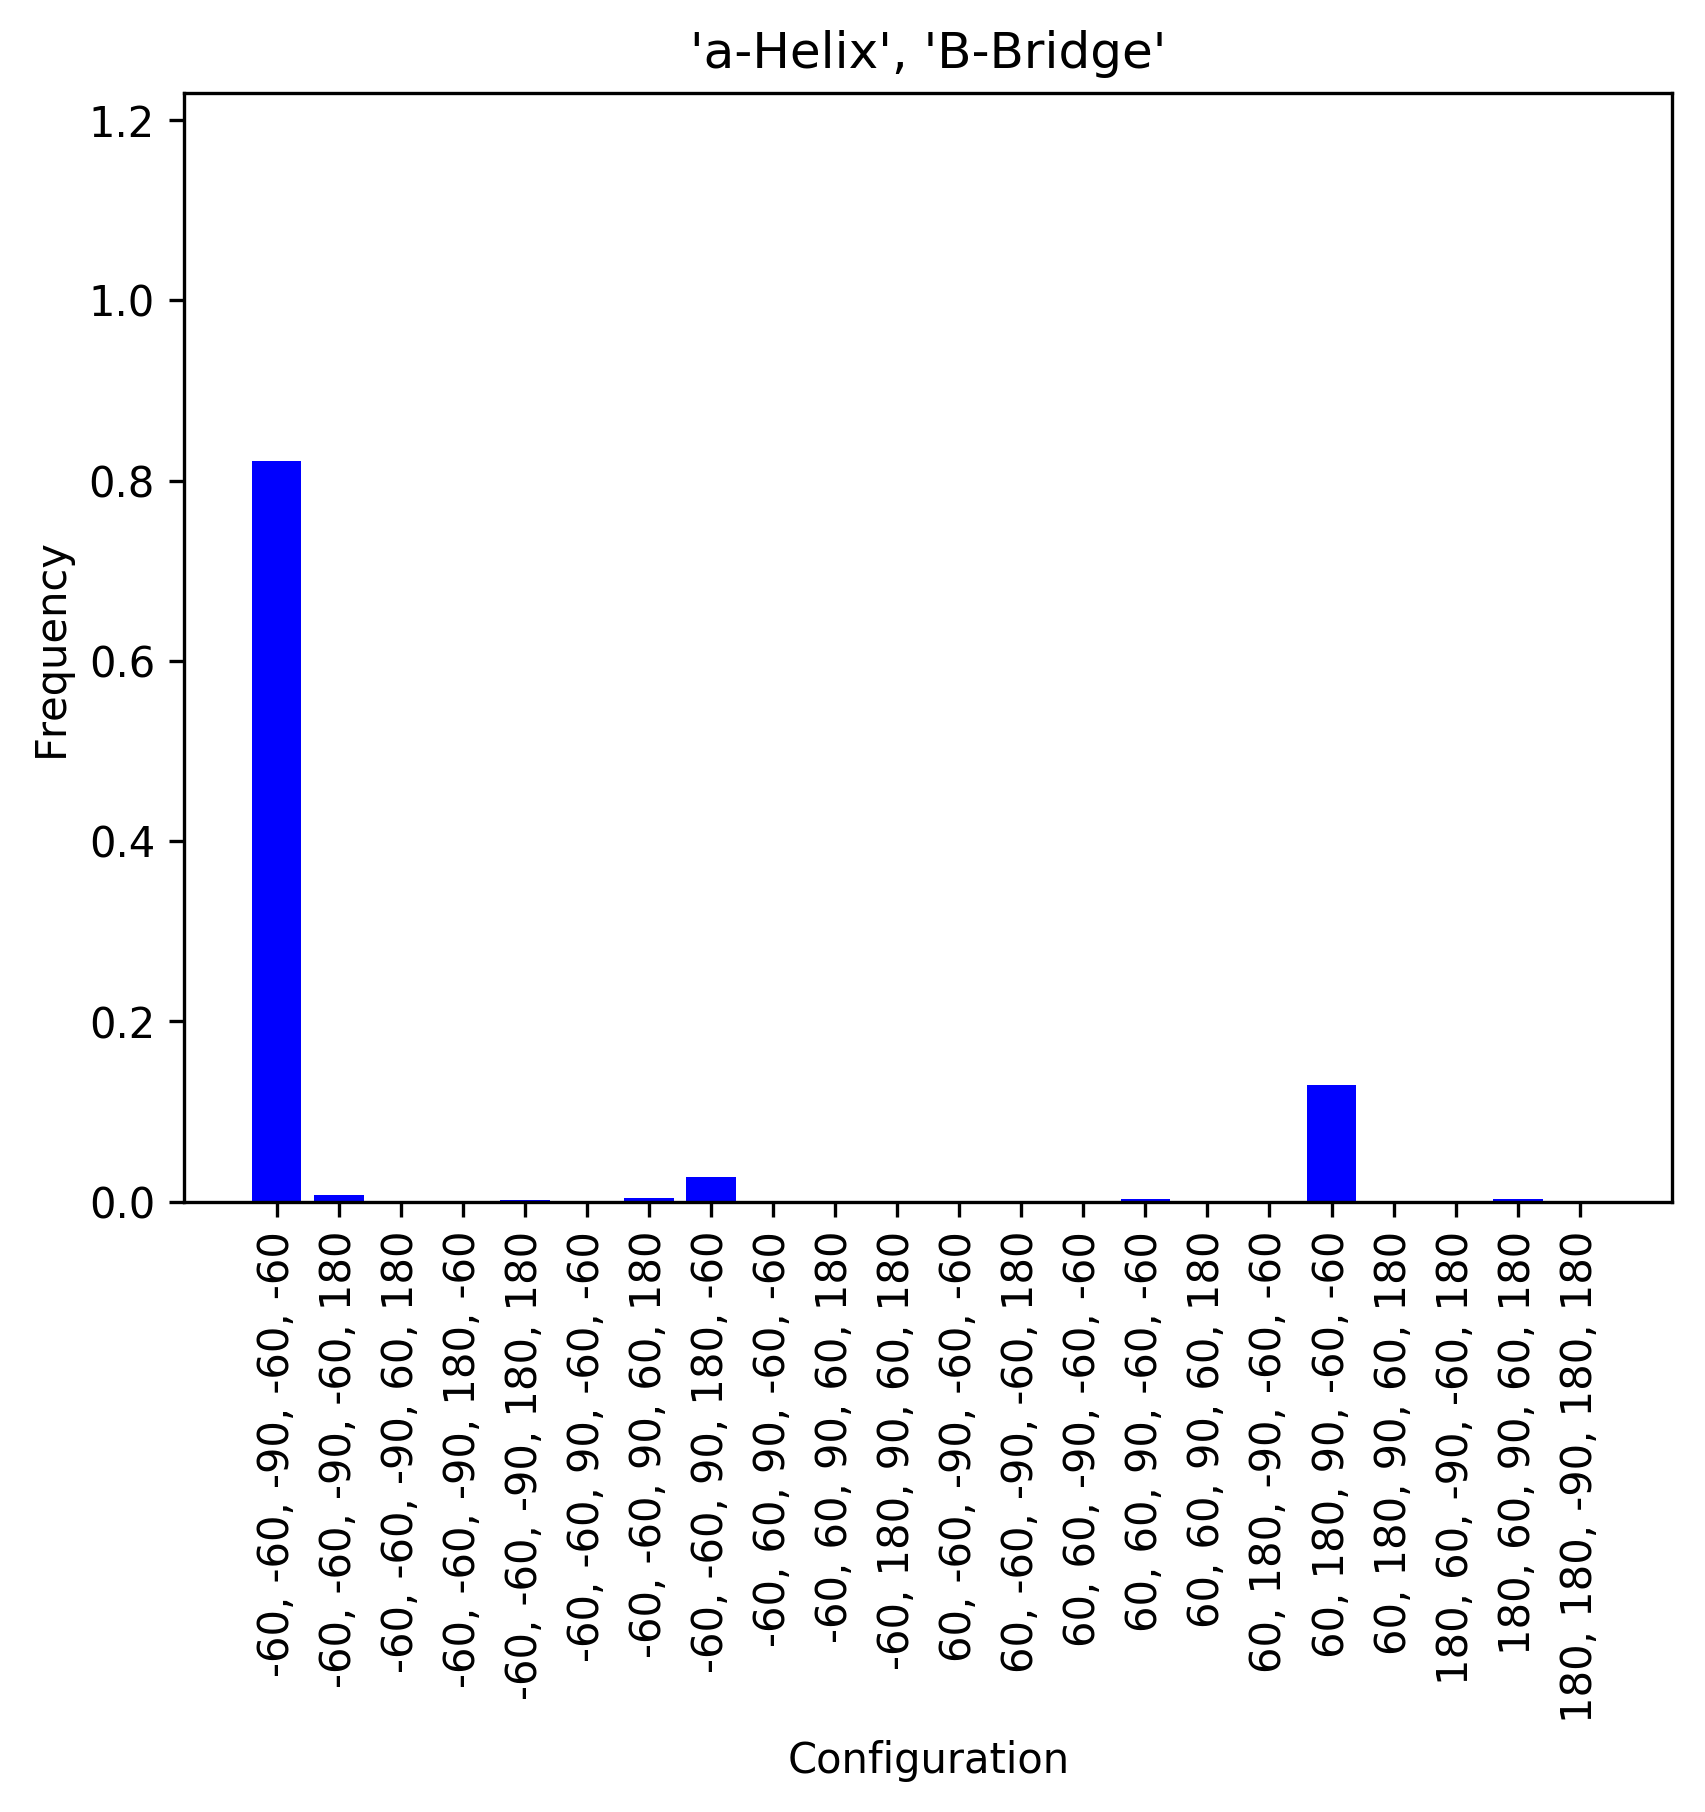 'a-Helix', 'B-Bridge'
1.2
1.0
0.8
0.6
0.4
0.2
0.0
Frequency
-60, -60, -90, -60, -60
-60, -60, -90, -60, 180
-60, -60, -90, 60, 180
-60, -60, -90, 180, -60
-60, -60, -90, 180, 180
-60, -60, 90, -60, -60
-60, -60, 90, 60, 180
-60, -60, 90, 180, -60
-60, 60, 90, -60, -60
-60, 60, 90, 60, 180
-60, 180, 90, 60, 180
60, -60, -90, -60, -60
60, -60, -90, -60, 180
60, 60, -90, -60, -60
60, 60, 90, -60, -60
60, 60, 90, 60, 180
60, 180, -90, -60, -60
60, 180, 90, -60, -60
60, 180, 90, 60, 180
180, 60, -90, -60, 180
180, 60, 90, 60, 180
180, 180, -90, 180, 180
Configuration